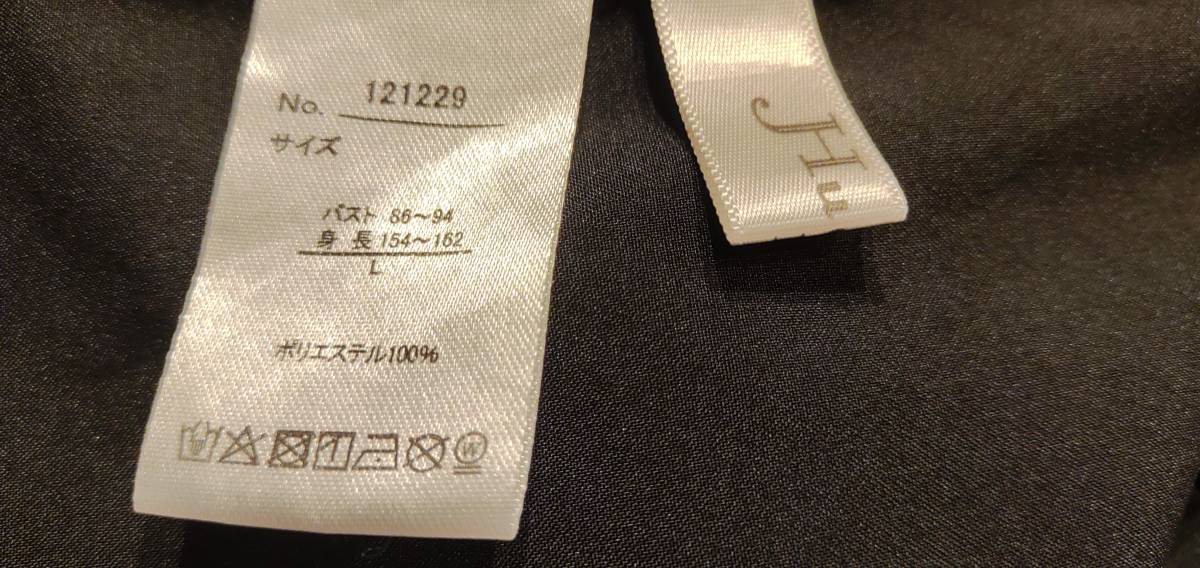 No. 121229
サイズ
バスト 86～94
身長 154～162
L
ポリエステル100%
W
JHu